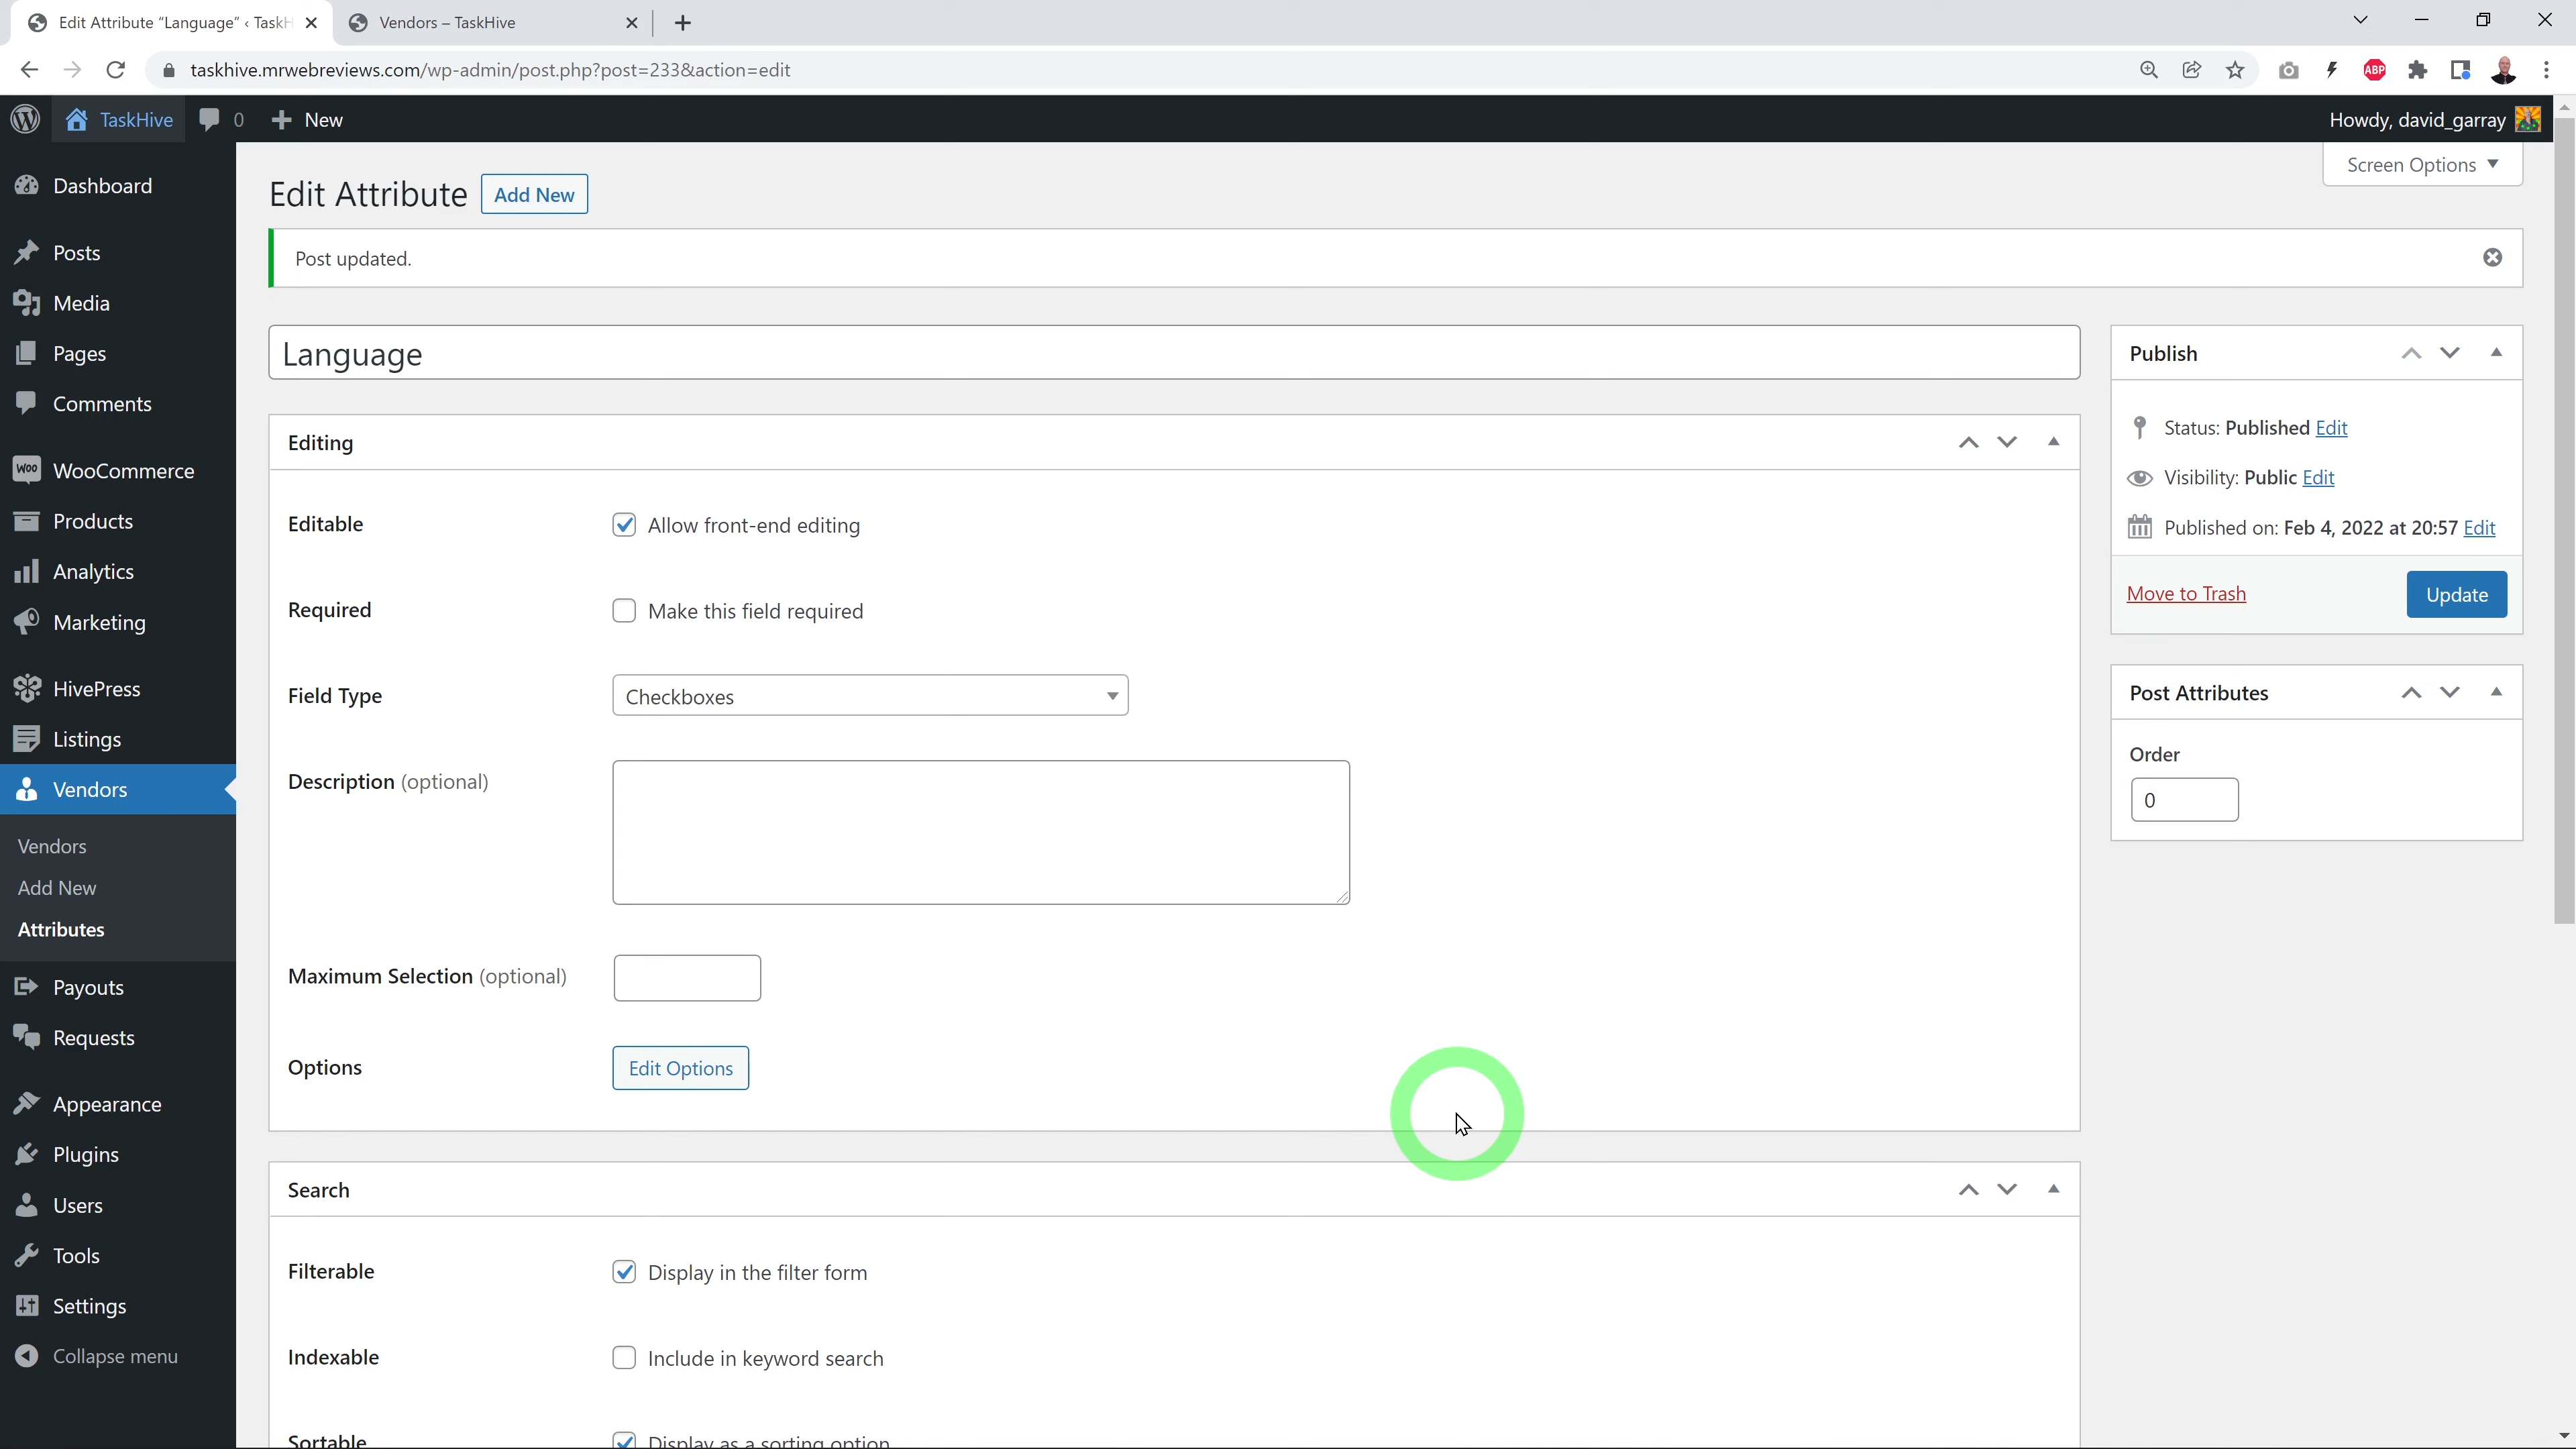 Edit Attribute “Language” ‹ TaskH
Vendors – TaskHive
taskhive.mrwebreviews.com/wp-admin/post.php?post=233&action=edit
ABP
TaskHive
0
New
Howdy, david_garray
Screen Options
Dashboard
Posts
Media
Pages
Comments
WOO
WooCommerce
Products
Analytics
Marketing
HivePress
Listings
Vendors
Vendors
Add New
Attributes
Payouts
Requests
Appearance
Plugins
Users
Tools
Settings
Collapse menu
Edit Attribute
Add New
Post updated.
Language
Editing
Editable
Allow front-end editing
Required
Make this field required
Field Type
Checkboxes
Description (optional)
Maximum Selection (optional)
Options
Edit Options
Search
Filterable
Display in the filter form
Indexable
Include in keyword search
Sortable
Display as a sorting option
Publish
Status: Published Edit
Visibility: Public Edit
Published on: Feb 4, 2022 at 20:57 Edit
Move to Trash
Update
Post Attributes
Order
0